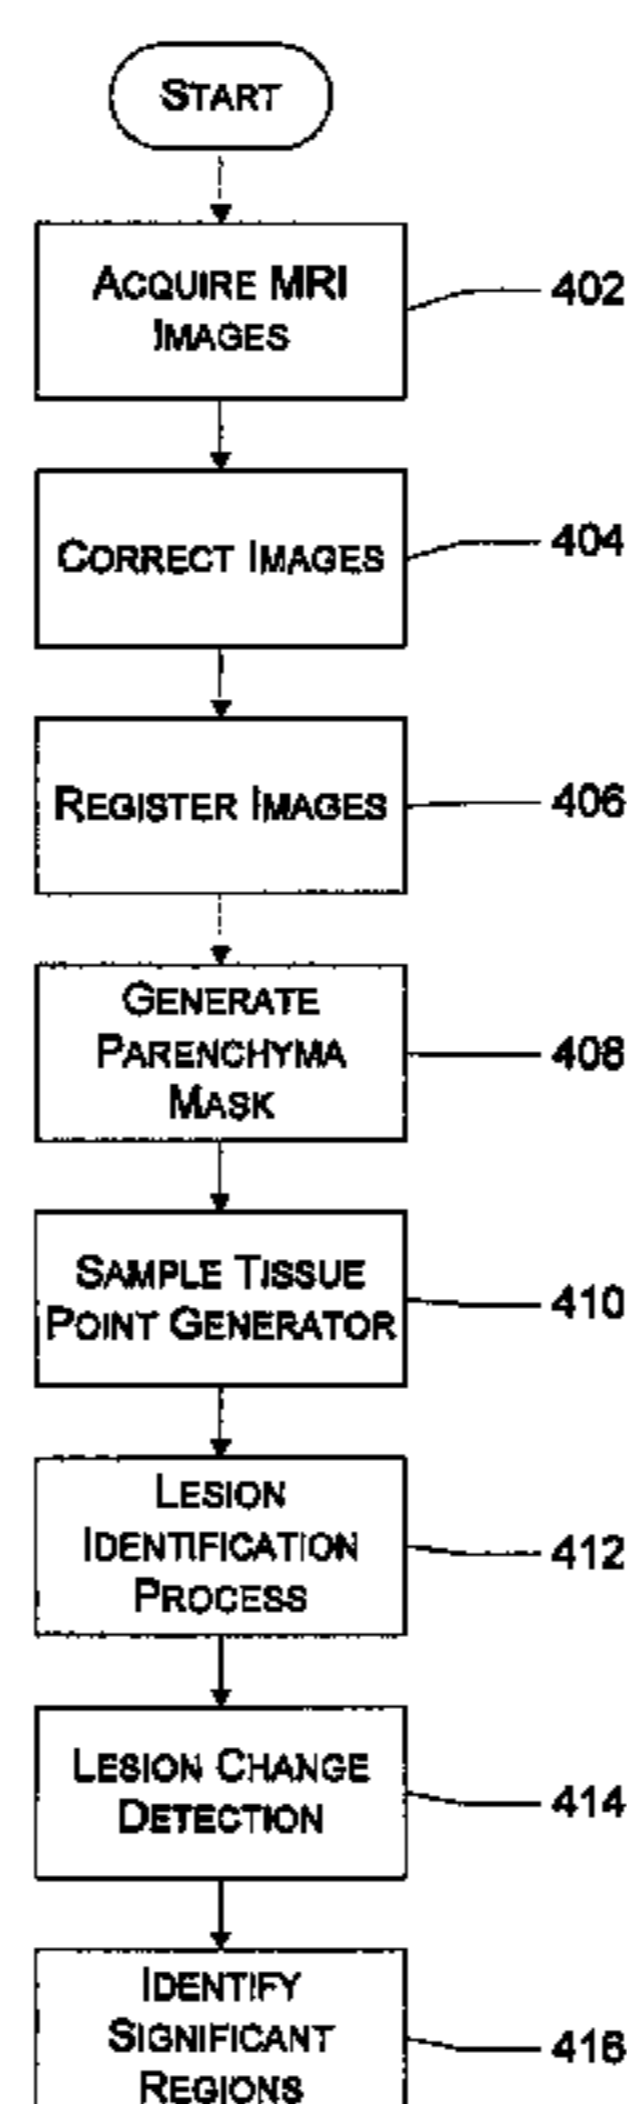 START
ACQUIRE MRI
IMAGES
402
CORRECT IMAGES
404
REGISTER IMAGES
406
GENERATE
PARENCHYMA
MASK
408
SAMPLE TISSUE
POINT GENERATOR
410
LESION
IDENTIFICATION
PROCESS
412
LESION CHANGE
DETECTION
414
IDENTIFY
SIGNIFICANT
REGIONS
416